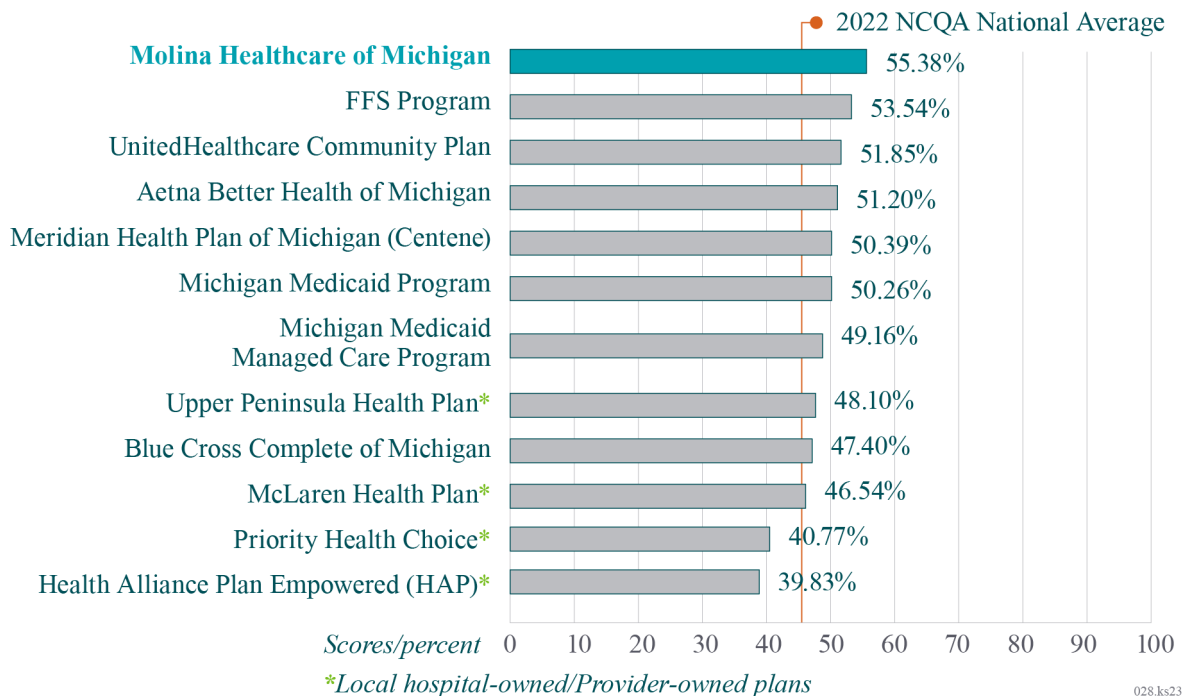 2022 NCQA National Average
Molina Healthcare of Michigan 55.38%
FFS Program 53.54%
UnitedHealthcare Community Plan 51.85%
Aetna Better Health of Michigan 51.20%
Meridian Health Plan of Michigan (Centene) 50.39%
Michigan Medicaid Program 50.26%
Michigan Medicaid
Managed Care Program 49.16%
Upper Peninsula Health Plan* 48.10%
Blue Cross Complete of Michigan 47.40%
McLaren Health Plan* 46.54%
Priority Health Choice* 40.77%
Health Alliance Plan Empowered (HAP)* 39.83%
Scores/percent 0 10 20 30 40 50 60 70 80 90 100
*Local hospital-owned/Provider-owned plans
028.ks23